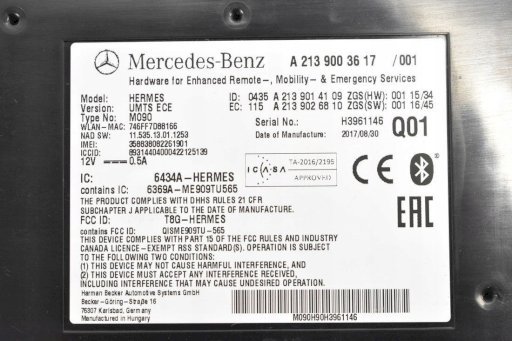 Mercedes-Benz A 213 900 36 17 /001
Hardware for Enhanced Remote-, Mobility- & Emergency Services
Model: HERMES ID: 0435 A 213 901 41 09 ZGS(HW): 001 15/34
Version: UMTS ECE EC: 115 A 213 902 68 10 ZGS(SW): 001 16/45
Type No: M090 Serial No.: H3961146
WLAN-MAC: 746FF7D88166 Date of Manufacture: 2017/08/30 Q01
NAD SW: 11.535.13.01.1253
IMEI: 358838082261901
ICCID: 89314404000422125139
12V 0.5A
ICASA TA-2016/2195
APPROVED
CE
IC: 6434A-HERMES
contains IC: 6369A-ME909TU565
THE PRODUCT COMPLIES WITH DHHS RULES 21 CFR
SUBCHAPTER J APPLICABLE TO THE DATE OF MANUFACTURE.
EAC
FCC ID: T8G-HERMES
contains FCC ID: QISME909TU-565
THIS DEVICE COMPLIES WITH PART 15 OF THE FCC RULES AND INDUSTRY
CANADA LICENCE-EXEMPT RSS STANDARD(S). OPERATION IS SUBJECT
TO THE FOLLOWING TWO CONDITIONS:
(1) THIS DEVICE MAY NOT CAUSE HARMFUL INTERFERENCE, AND
(2) THIS DEVICE MUST ACCEPT ANY INTERFERENCE RECEIVED,
INCLUDING INTERFERENCE THAT MAY CAUSE UNDESIRED OPERATION.
Harman Becker Automotive Systems GmbH
Becker-Göring-Straße 16
76307 Karlsbad, Germany
Manufactured in Hungary M090H90H3961146